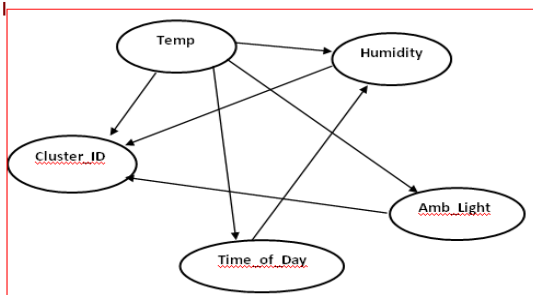 Temp
Humidity
Cluster_ID
Amb_Light
Time_of_Day